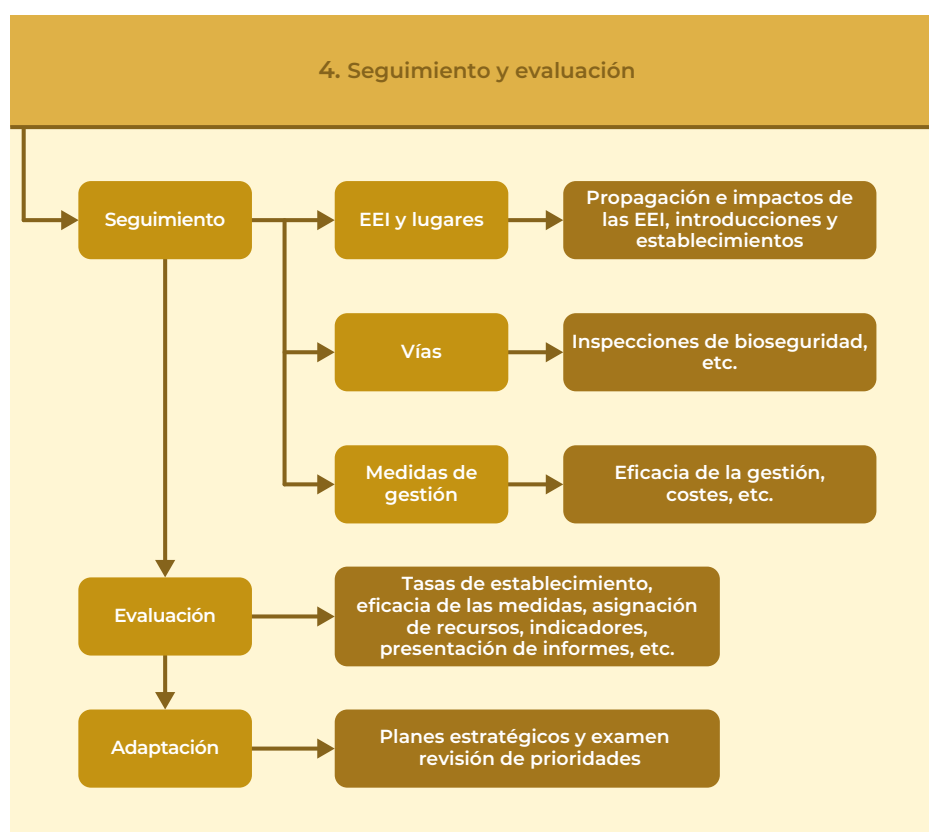 4. Seguimiento y evaluación
Seguimiento
EEI y lugares
Propagación e impactos de
las EEI, introducciones y
establecimientos
Vías
Inspecciones de bioseguridad,
etc.
Medidas de
gestión
Eficacia de la gestión,
costes, etc.
Evaluación
Tasas de establecimiento,
eficacia de las medidas, asignación
de recursos, indicadores,
presentación de informes, etc.
Adaptación
Planes estratégicos y examen
revisión de prioridades